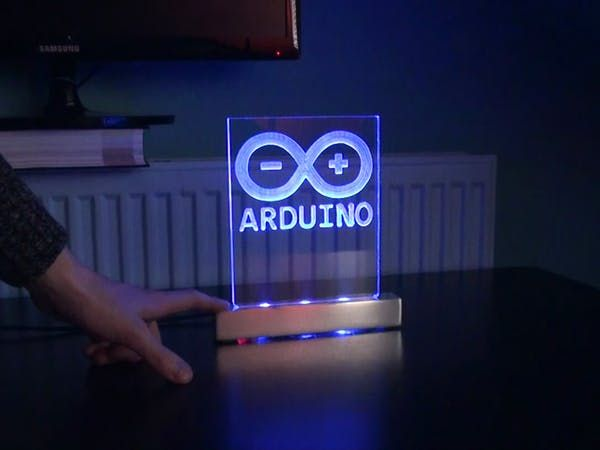 SAMSUNG
- +
ARDUINO